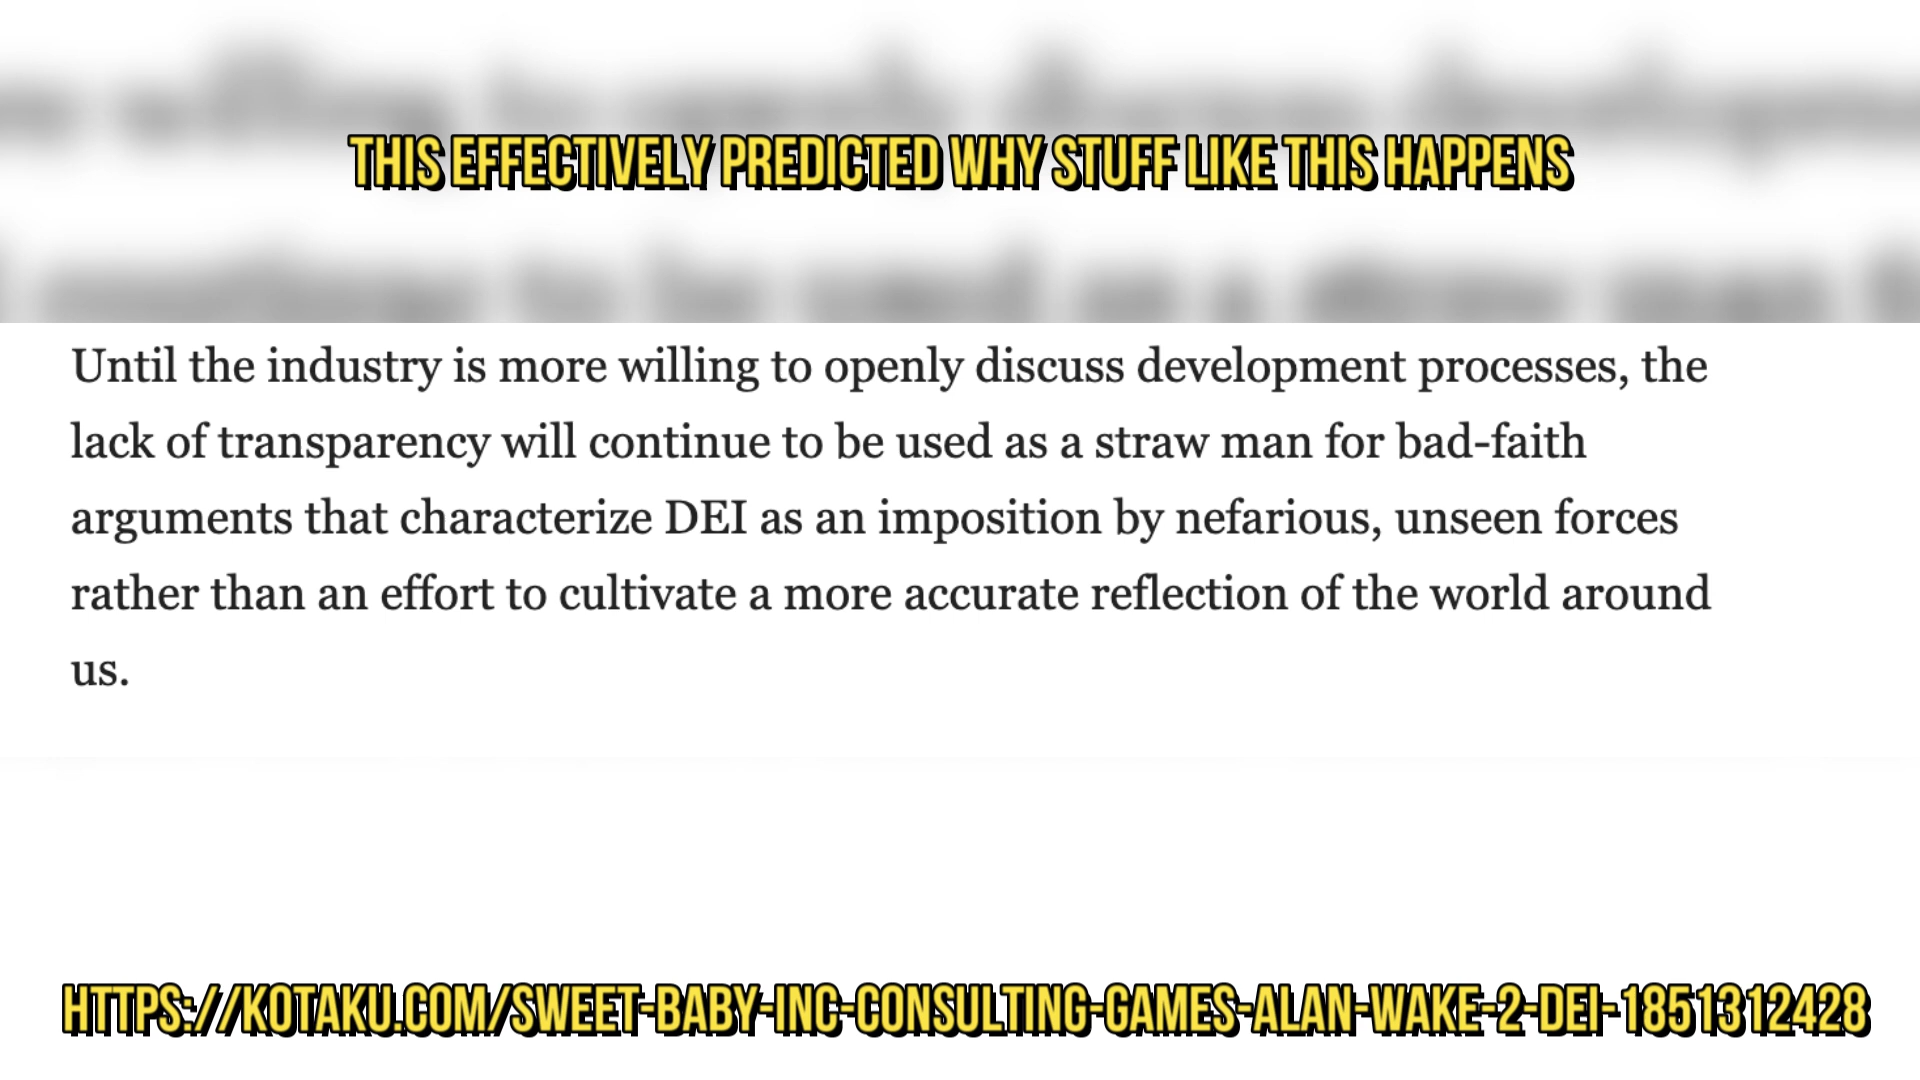 THIS EFFECTIVELY PREDICTED WHY STUFF LIKE THIS HAPPENS
Until the industry is more willing to openly discuss development processes, the
lack of transparency will continue to be used as a straw man for bad-faith
arguments that characterize DEI as an imposition by nefarious, unseen forces
rather than an effort to cultivate a more accurate reflection of the world around
us.
HTTPS://KOTAKU.COM/SWEET-BABY-INC-CONSULTING-GAMES-ALAN-WAKE-2-DEI-1851312428